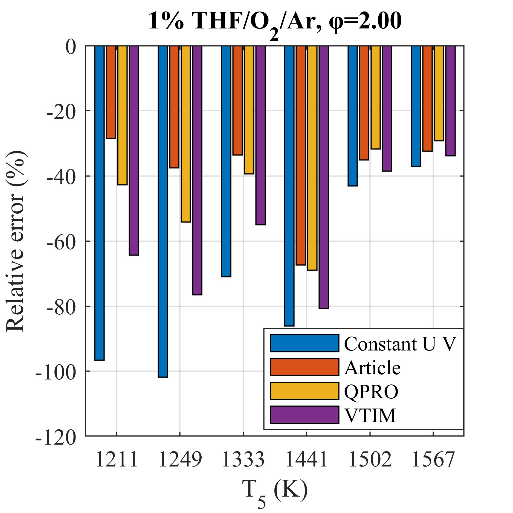 1% THF/O₂/Ar, φ=2.00
Relative error (%)
0
-20
-40
-60
-80
-100
-120
Constant U V
Article
QPRO
VTIM
1211 1249 1333 1441 1502 1567
T₅ (K)